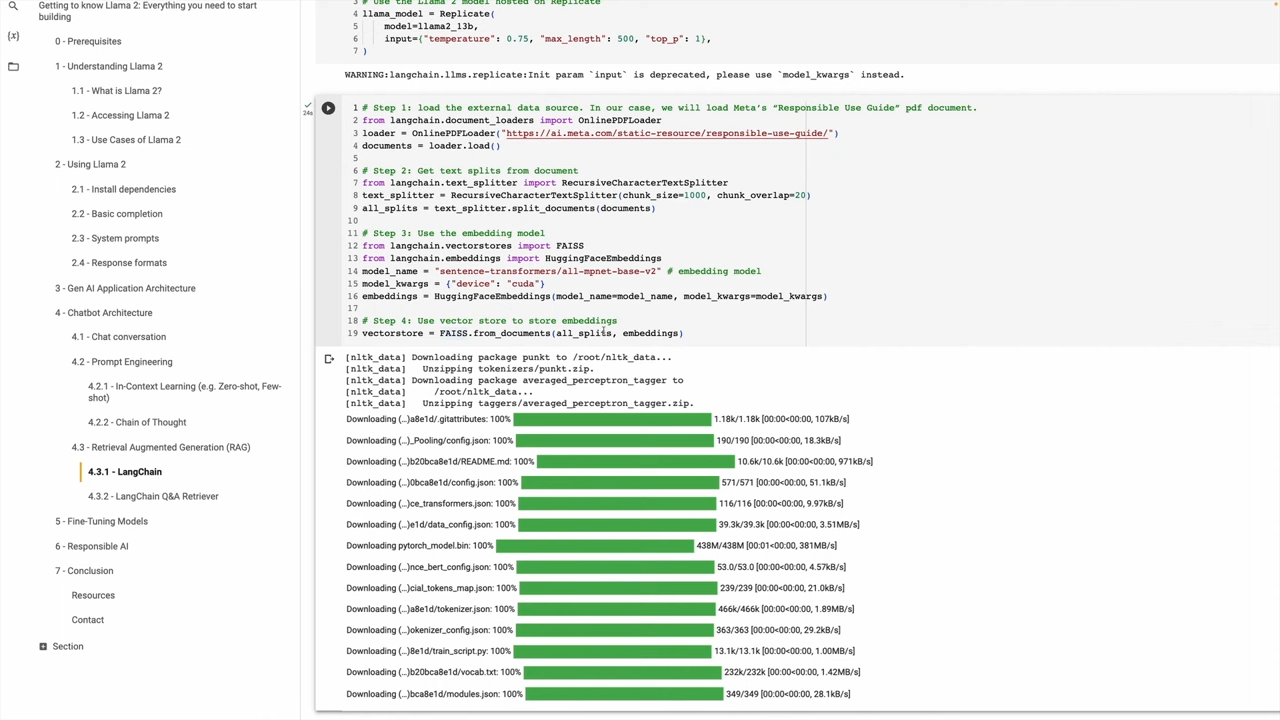 Getting to know Llama 2: Everything you need to start
building
0 - Prerequisites
1 - Understanding Llama 2
1.1 - What is Llama 2?
1.2 - Accessing Llama 2
1.3 - Use Cases of Llama 2
2 - Using Llama 2
2.1 - Install dependencies
2.2 - Basic completion
2.3 - System prompts
2.4 - Response formats
3 - Gen AI Application Architecture
4 - Chatbot Architecture
4.1 - Chat conversation
4.2 - Prompt Engineering
4.2.1 - In-Context Learning (e.g. Zero-shot, Few-
shot)
4.2.2 - Chain of Thought
4.3 - Retrieval Augmented Generation (RAG)
4.3.1 - LangChain
4.3.2 - LangChain Q&A Retriever
5 - Fine-Tuning Models
6 - Responsible AI
7 - Conclusion
Resources
Contact
Section
3 # Use the Llama 2 model hosted on Replicate
4 llama_model = Replicate(
5 model=llama2_13b,
6 input={"temperature": 0.75, "max_length": 500, "top_p": 1},
7 )
WARNING:langchain.llms.replicate:Init param `input` is deprecated, please use `model_kwargs` instead.
24s
1 # Step 1: load the external data source. In our case, we will load Meta’s “Responsible Use Guide” pdf document.
2 from langchain.document_loaders import OnlinePDFLoader
3 loader = OnlinePDFLoader("https://ai.meta.com/static-resource/responsible-use-guide/")
4 documents = loader.load()
5
6 # Step 2: Get text splits from document
7 from langchain.text_splitter import RecursiveCharacterTextSplitter
8 text_splitter = RecursiveCharacterTextSplitter(chunk_size=1000, chunk_overlap=20)
9 all_splits = text_splitter.split_documents(documents)
10
11 # Step 3: Use the embedding model
12 from langchain.vectorstores import FAISS
13 from langchain.embeddings import HuggingFaceEmbeddings
14 model_name = "sentence-transformers/all-mpnet-base-v2" # embedding model
15 model_kwargs = {"device": "cuda"}
16 embeddings = HuggingFaceEmbeddings(model_name=model_name, model_kwargs=model_kwargs)
17
18 # Step 4: Use vector store to store embeddings
19 vectorstore = FAISS.from_documents(all_splits, embeddings)
[nltk_data] Downloading package punkt to /root/nltk_data...
[nltk_data] Unzipping tokenizers/punkt.zip.
[nltk_data] Downloading package averaged_perceptron_tagger to
[nltk_data] /root/nltk_data...
[nltk_data] Unzipping taggers/averaged_perceptron_tagger.zip.
Downloading (...)a8e1d/.gitattributes: 100% 1.18k/1.18k [00:00<00:00, 107kB/s]
Downloading (...)_Pooling/config.json: 100% 190/190 [00:00<00:00, 18.3kB/s]
Downloading (...)b20bca8e1d/README.md: 100% 10.6k/10.6k [00:00<00:00, 971kB/s]
Downloading (...)0bca8e1d/config.json: 100% 571/571 [00:00<00:00, 51.1kB/s]
Downloading (...)ce_transformers.json: 100% 116/116 [00:00<00:00, 9.97kB/s]
Downloading (...)e1d/data_config.json: 100% 39.3k/39.3k [00:00<00:00, 3.51MB/s]
Downloading pytorch_model.bin: 100% 438M/438M [00:01<00:00, 381MB/s]
Downloading (...)nce_bert_config.json: 100% 53.0/53.0 [00:00<00:00, 4.57kB/s]
Downloading (...)cial_tokens_map.json: 100% 239/239 [00:00<00:00, 21.0kB/s]
Downloading (...)a8e1d/tokenizer.json: 100% 466k/466k [00:00<00:00, 1.89MB/s]
Downloading (...)okenizer_config.json: 100% 363/363 [00:00<00:00, 29.2kB/s]
Downloading (...)8e1d/train_script.py: 100% 13.1k/13.1k [00:00<00:00, 1.00MB/s]
Downloading (...)b20bca8e1d/vocab.txt: 100% 232k/232k [00:00<00:00, 1.42MB/s]
Downloading (...)bca8e1d/modules.json: 100% 349/349 [00:00<00:00, 28.1kB/s]